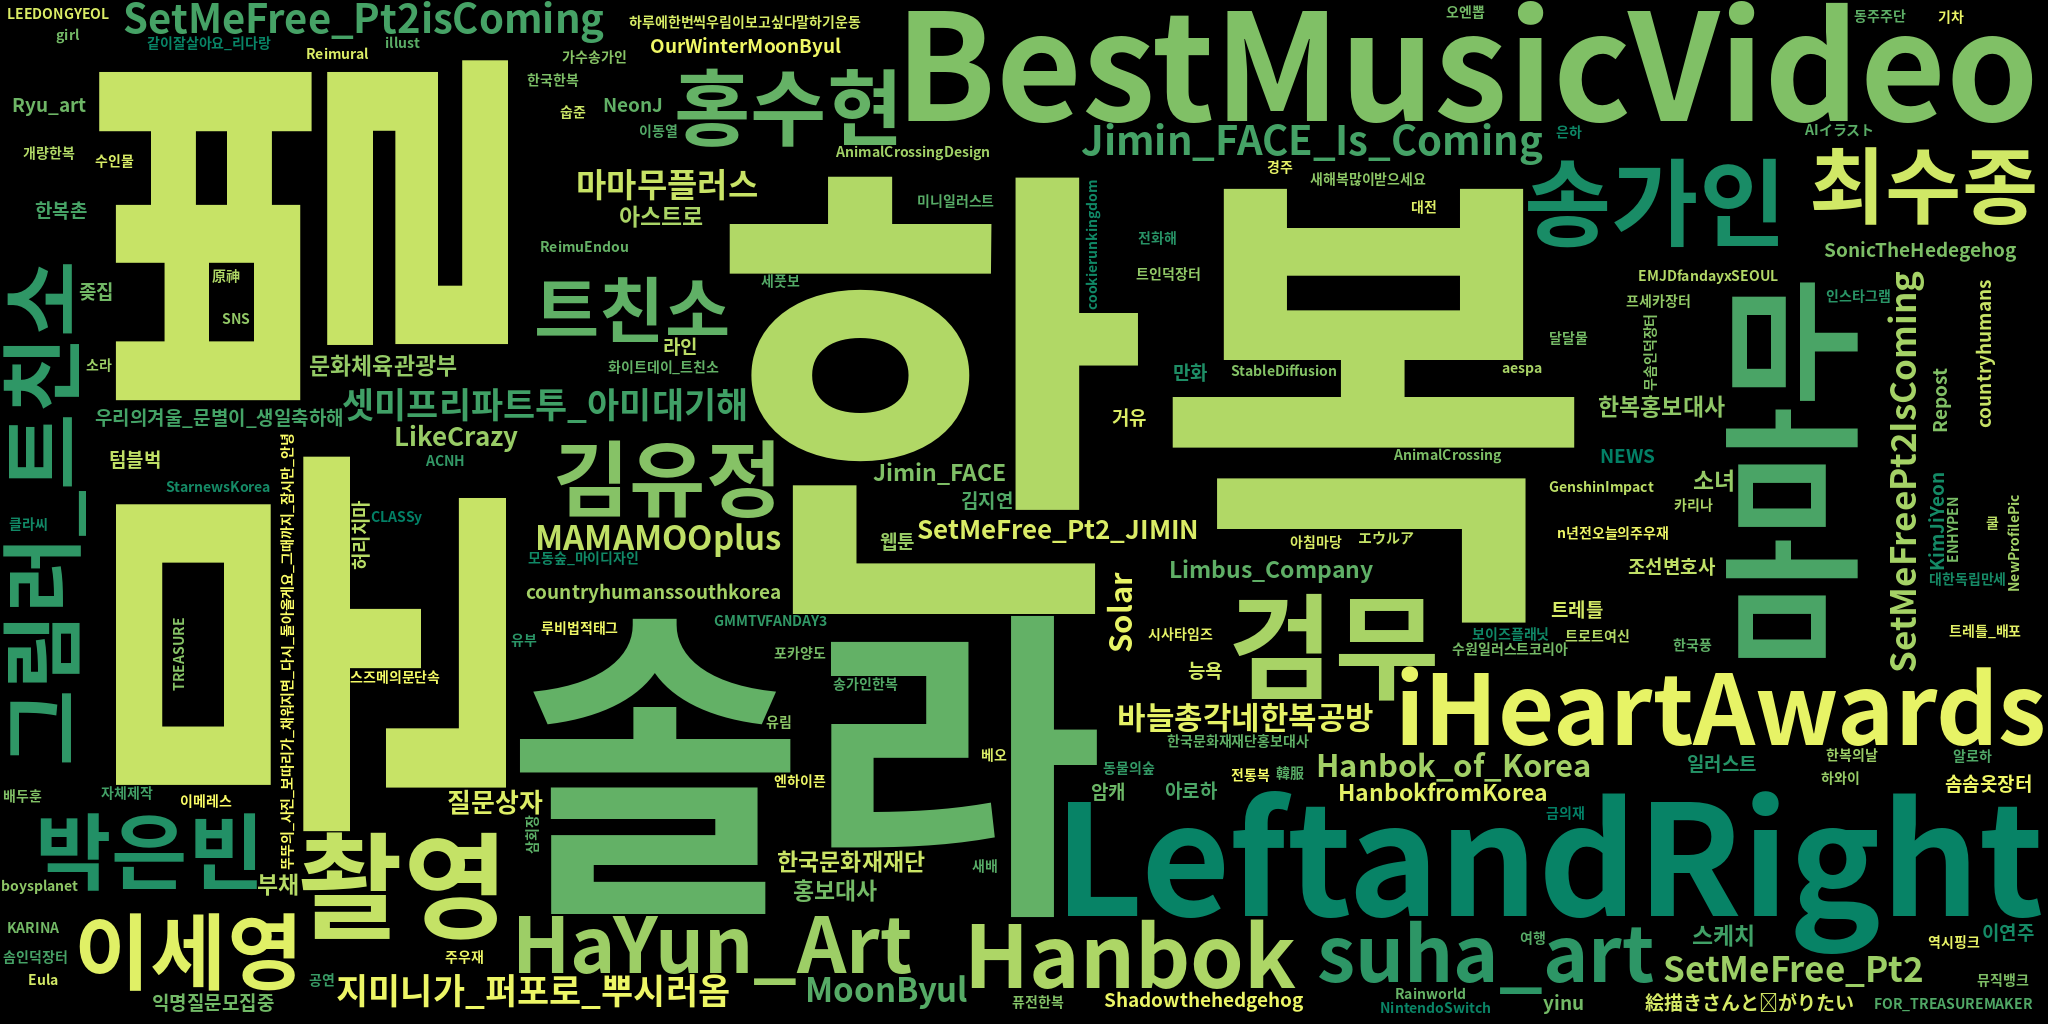 LEEDONGYEOL
SetMeFree_Pt2isComing
하루에한번씩우림이보고싶다말하기운동
BestMusicVideo
오엔뽑
동주주단
기차
girl
같이잘살아요_리다랑
illust
Reimural
OurWinterMoonByul
가수송가인
한국한복
표진
홍수현
Ryu_art
숍준
NeonJ
이동열
Jimin_FACE_Is_Coming
은하
AIイラスト
개량한복
수인물
AnimalCrossingDesign
경주
송가인
최수종
마마무플러스
새해복많이받으세요
한복촌
아스트로
미니일러스트
대전
한복
cookierunkingdom
전화해
ReimuEndou
SonicTheHedegehog
그림러_트친소
原神
SNS
좆집
트친소
세풋보
트인덕장터
EMJDfandayxSEOUL
프세카장터
인스타그램
마몸몸
SetMeFreePt2IsComing
countryhumans
라인
달달물
무솜인덕장터
소라
문화체육관광부
화이트데이_트친소
만화
StableDiffusion
aespa
Repost
우리의겨울_문별이_생일축하해
셋미프리파트투_아미대기해
거유
한복홍보대사
LikeCrazy
텀블벅
ACNH
김유정
Jimin_FACE
AnimalCrossing
NEWS
StarnewsKorea
뚜뚜의_사진_보따리가_채워지면_다시_돌아올게요_그때까지_잠시만_안녕
김지연
GenshinImpact
소녀
카리나
KimJiYeon
ENHYPEN
NewProfilePic
쿨
클라씨
마신
허리치마
CLASSy
MAMAMOOplus
웹툰
SetMeFree_Pt2_JIMIN
아침마당
エウルア
n년전오늘의주우재
모동숲_마이디자인
Limbus_Company
조선변호사
대한독립만세
countryhumanssouthkorea
Solar
검무
트레틀
TREASURE
유부
루비법적태그
GMMTVFANDAY3
시사타임즈
보이즈플래닛
트로트여신
트레틀_배포
솔라
포카양도
수원일러스트코리아
한국풍
스즈메의문단속
송가인한복
능욕
iHeartAwards
유림
바늘총각네한복공방
베오
한국문화재재단홍보대사
한복의날
알로하
동물의숲
전통복
韓服
Hanbok_of_Korea
일러스트
배두훈
자체제작
이메레스
질문상자
엔하이픈
암캐
아로하
HanbokfromKorea
하와이
솜솜옷장터
박은빈
삼회장
LeftandRight
금의재
촬영
한국문화재재단
새배
boysplanet
부채
홍보대사
KARINA
이세영
HaYun_Art
Hanbok
suha_art
여행
스케치
역시핑크
이연주
솜인덕장터
주우재
Eula
공연
지미니가_퍼포로_뿌시러옴
MoonByul
SetMeFree_Pt2
뮤직뱅크
익명질문모집중
퓨전한복
Shadowthehedgehog
Rainworld
NintendoSwitch
yinu
FOR_TREASUREMAKER